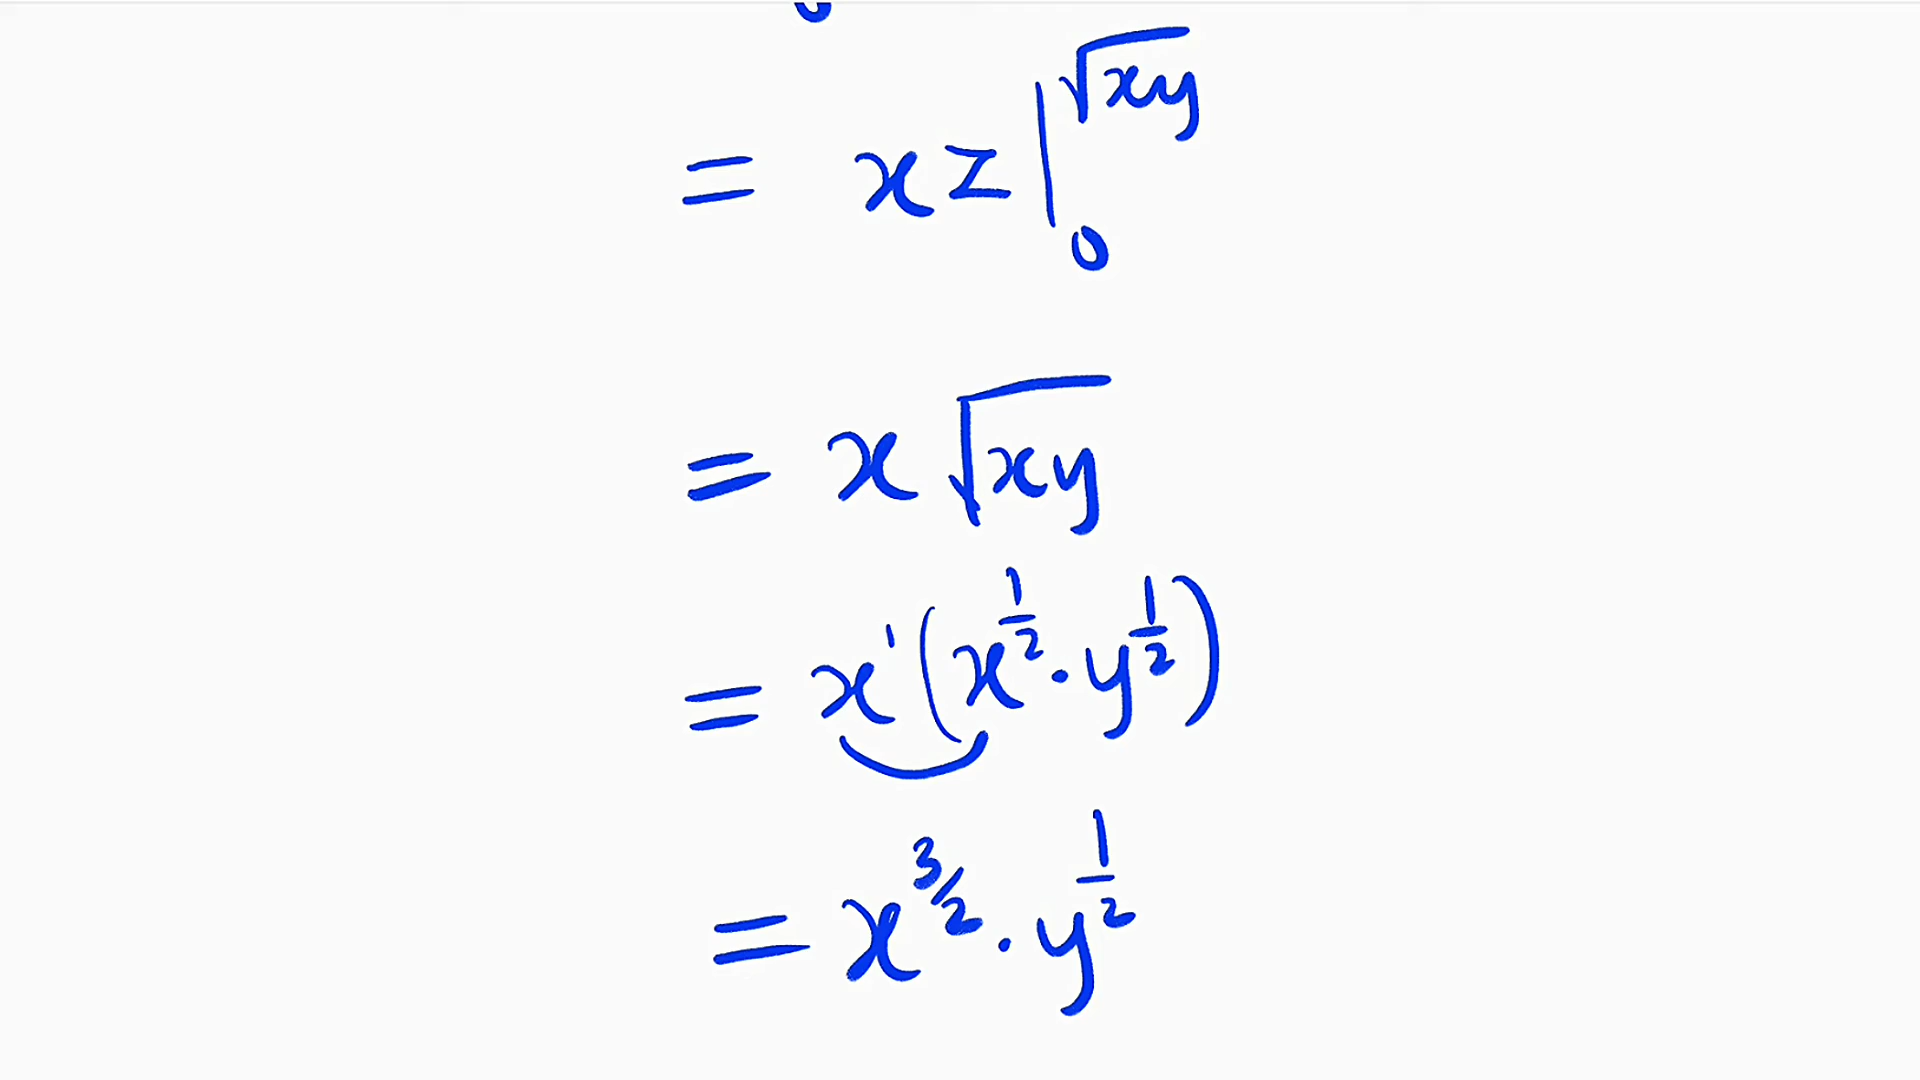 = xz |₀^√xy
= x √xy
= x¹(x^½ · y^½)
= x^3/2 · y^½